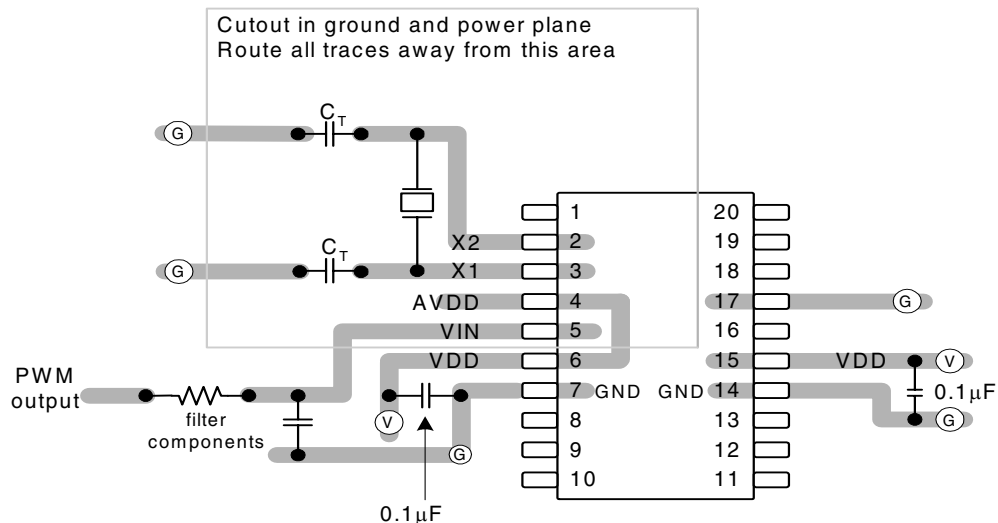 Cutout in ground and power plane
Route all traces away from this area
G
CT
G
CT
X2
X1
AVDD
VIN
VDD
PWM
output
filter
components
V
G
0.1µF
1
2
3
4
5
6
7
8
9
10
GND
20
19
18
17
16
15
14
13
12
11
GND
G
VDD
V
0.1µF
G